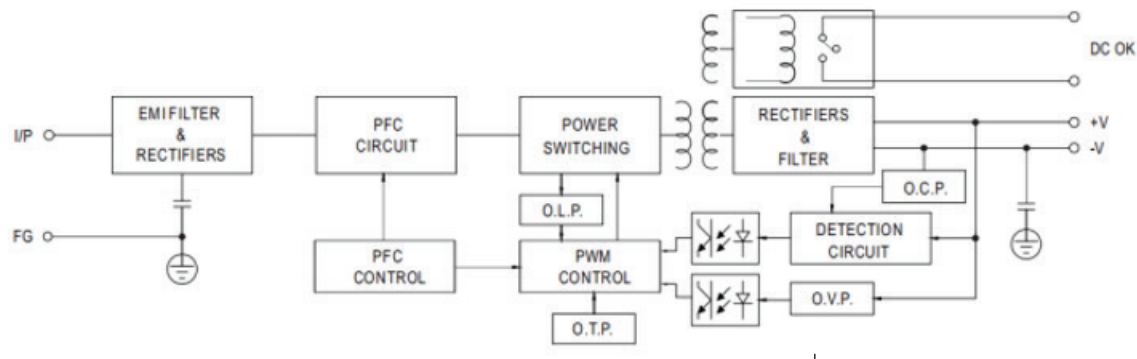 DC OK
I/P
EMI FILTER
&
RECTIFIERS
PFC
CIRCUIT
POWER
SWITCHING
RECTIFIERS
&
FILTER
+V
-V
O.C.P.
O.L.P.
FG
PFC
CONTROL
PWM
CONTROL
DETECTION
CIRCUIT
O.V.P.
O.T.P.